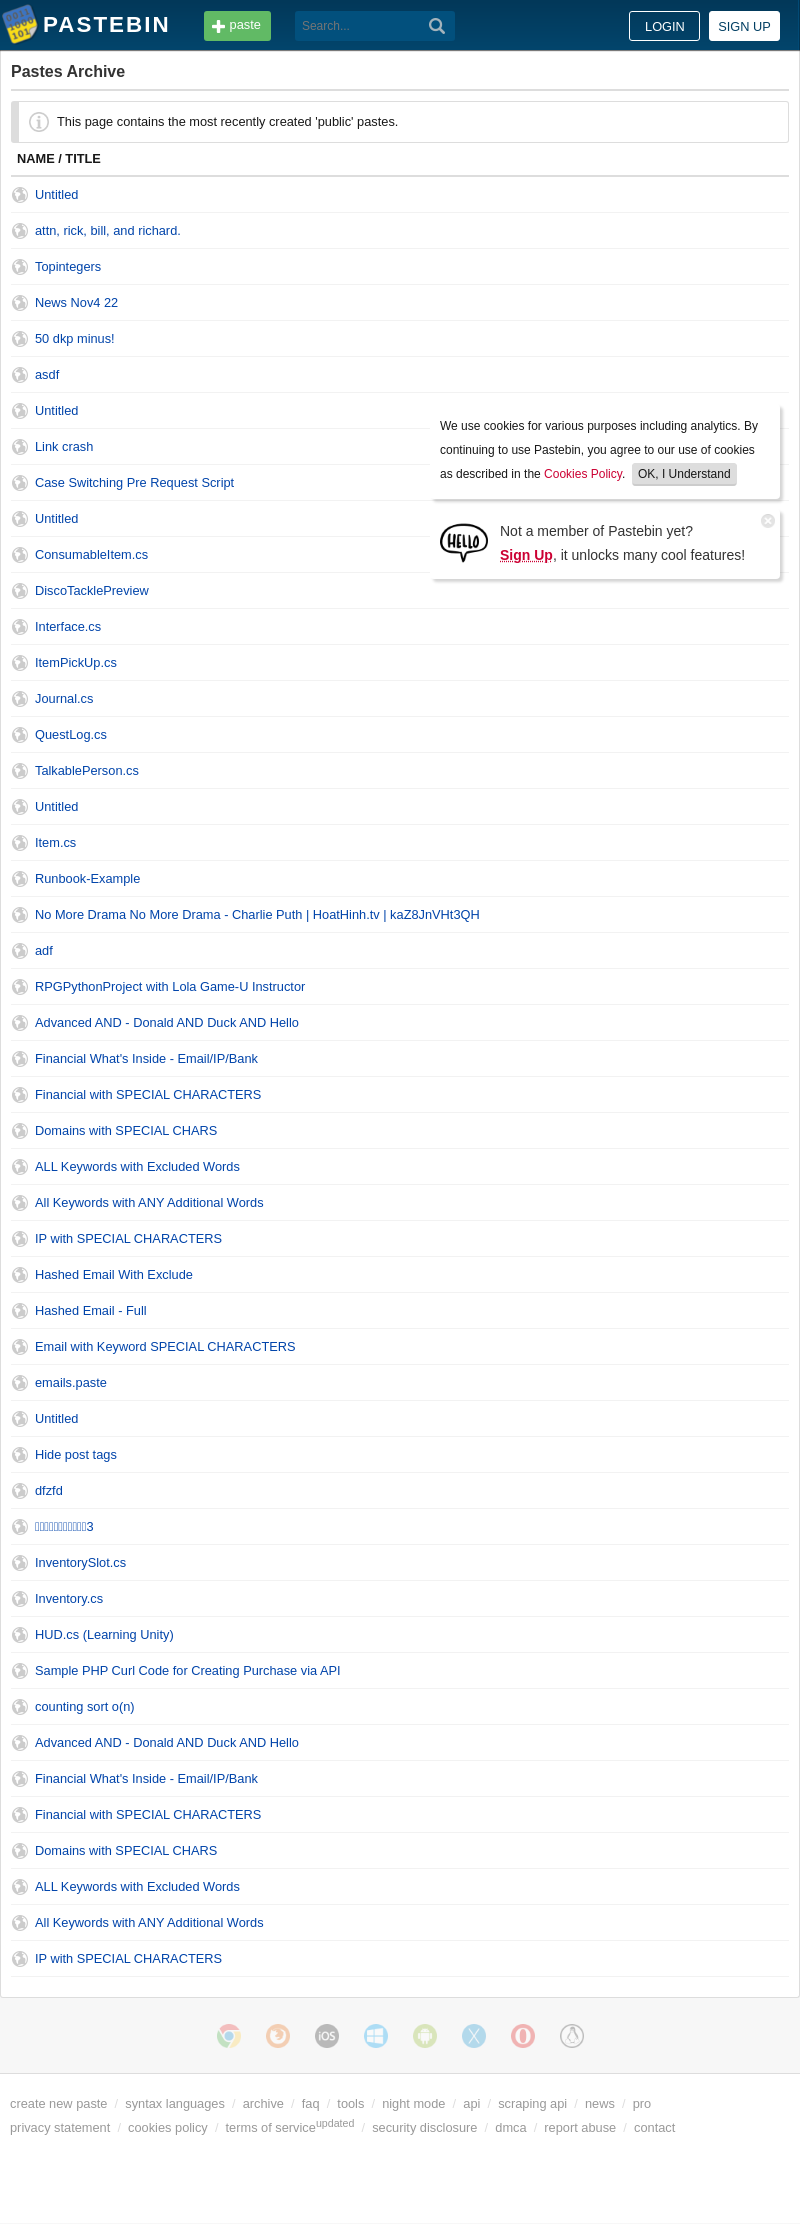 PASTEBIN
paste
Search...
LOGIN
SIGN UP
Pastes Archive
This page contains the most recently created 'public' pastes.
NAME / TITLE
Untitled
attn, rick, bill, and richard.
Topintegers
News Nov4 22
50 dkp minus!
asdf
Untitled
Link crash
Case Switching Pre Request Script
Untitled
ConsumableItem.cs
We use cookies for various purposes including analytics. By
continuing to use Pastebin, you agree to our use of cookies
as described in the Cookies Policy. OK, I Understand
HELLO
Not a member of Pastebin yet?
Sign Up, it unlocks many cool features!
DiscoTacklePreview
Interface.cs
ItemPickUp.cs
Journal.cs
QuestLog.cs
TalkablePerson.cs
Untitled
Item.cs
Runbook-Example
No More Drama No More Drama - Charlie Puth | HoatHinh.tv | kaZ8JnVHt3QH
adf
RPGPythonProject with Lola Game-U Instructor
Advanced AND - Donald AND Duck AND Hello
Financial What's Inside - Email/IP/Bank
Financial with SPECIAL CHARACTERS
Domains with SPECIAL CHARS
ALL Keywords with Excluded Words
All Keywords with ANY Additional Words
IP with SPECIAL CHARACTERS
Hashed Email With Exclude
Hashed Email - Full
Email with Keyword SPECIAL CHARACTERS
emails.paste
Untitled
Hide post tags
dfzfd
3
InventorySlot.cs
Inventory.cs
HUD.cs (Learning Unity)
Sample PHP Curl Code for Creating Purchase via API
counting sort o(n)
Advanced AND - Donald AND Duck AND Hello
Financial What's Inside - Email/IP/Bank
Financial with SPECIAL CHARACTERS
Domains with SPECIAL CHARS
ALL Keywords with Excluded Words
All Keywords with ANY Additional Words
IP with SPECIAL CHARACTERS
iOS
create new paste / syntax languages / archive / faq / tools / night mode / api / scraping api / news / pro
privacy statement / cookies policy / terms of service updated / security disclosure / dmca / report abuse / contact